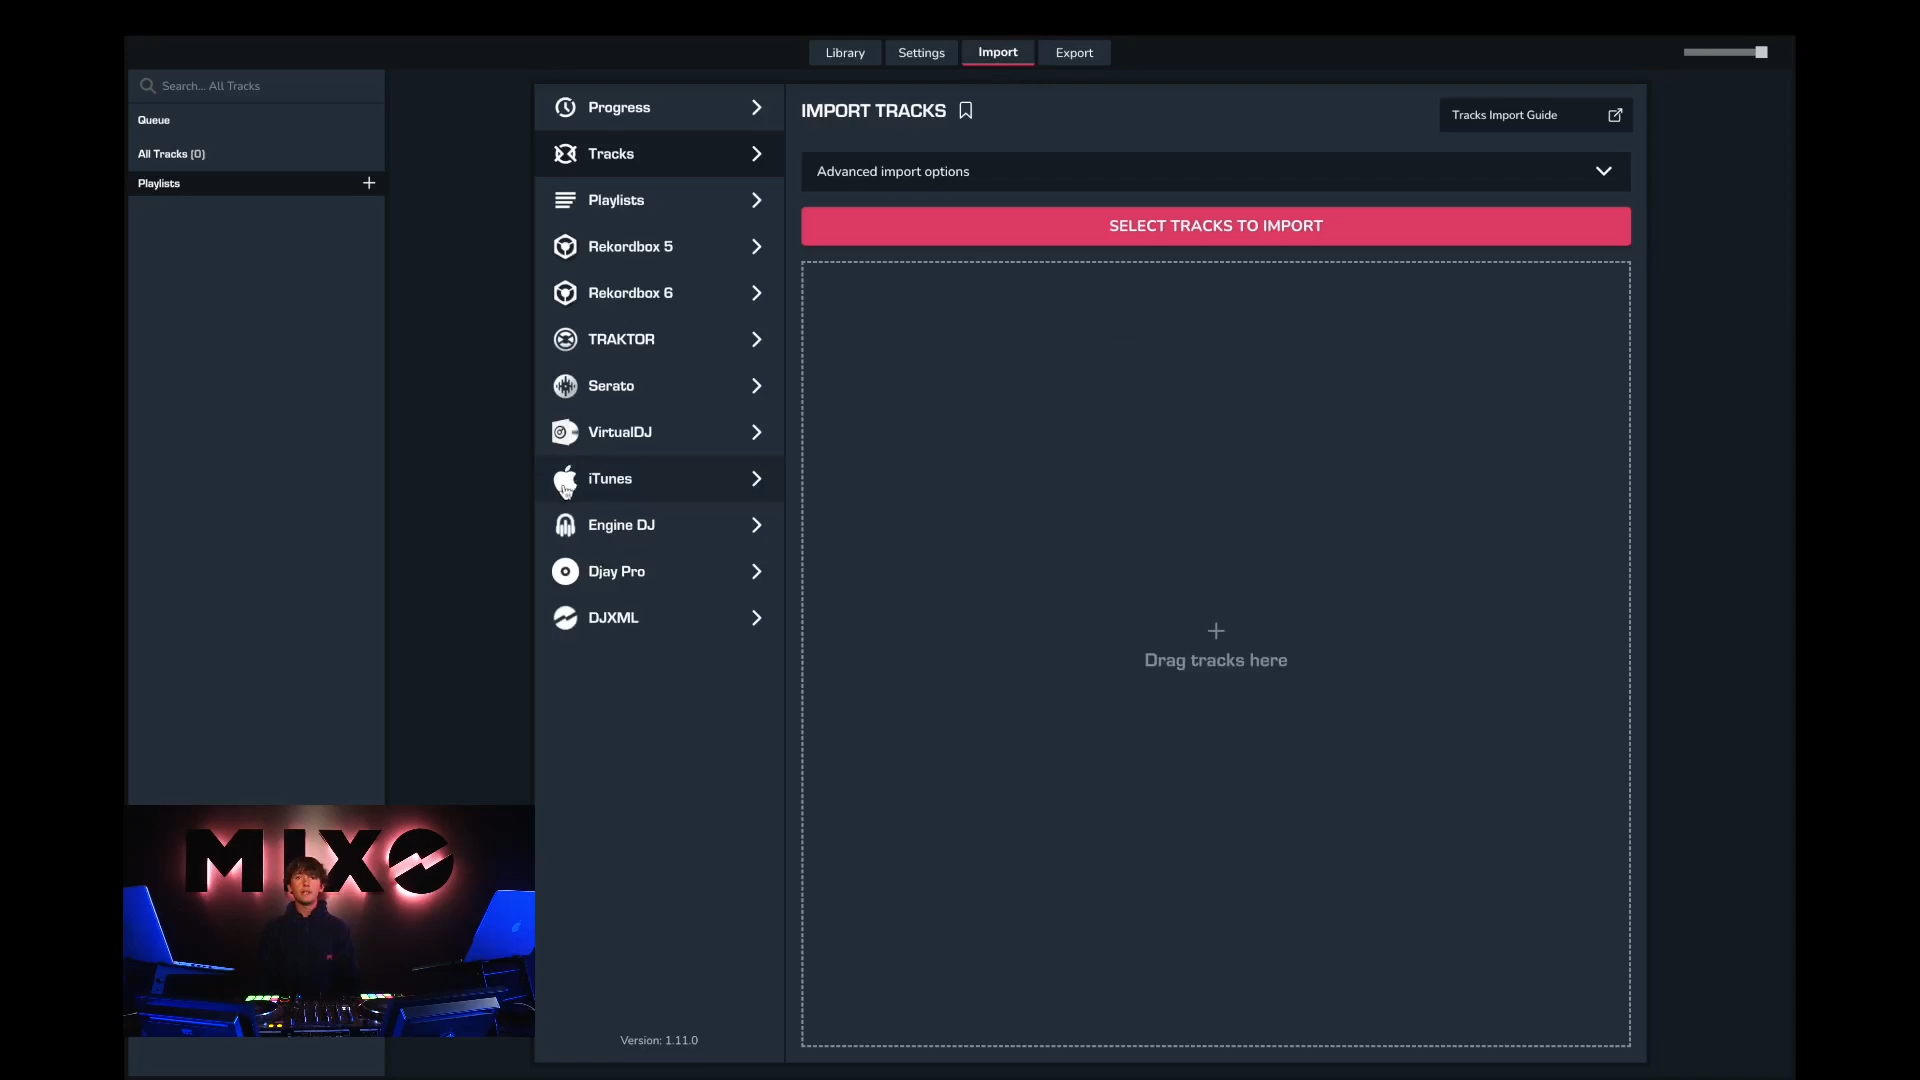 Library
Settings
Import
Export
Search... All Tracks
Queue
All Tracks (0)
Playlists
Progress
Tracks
Playlists
Rekordbox 5
Rekordbox 6
TRAKTOR
Serato
VirtualDJ
iTunes
Engine DJ
Djay Pro
DJXML
Version: 1.11.0
IMPORT TRACKS
Tracks Import Guide
Advanced import options
SELECT TRACKS TO IMPORT
Drag tracks here
MIXO